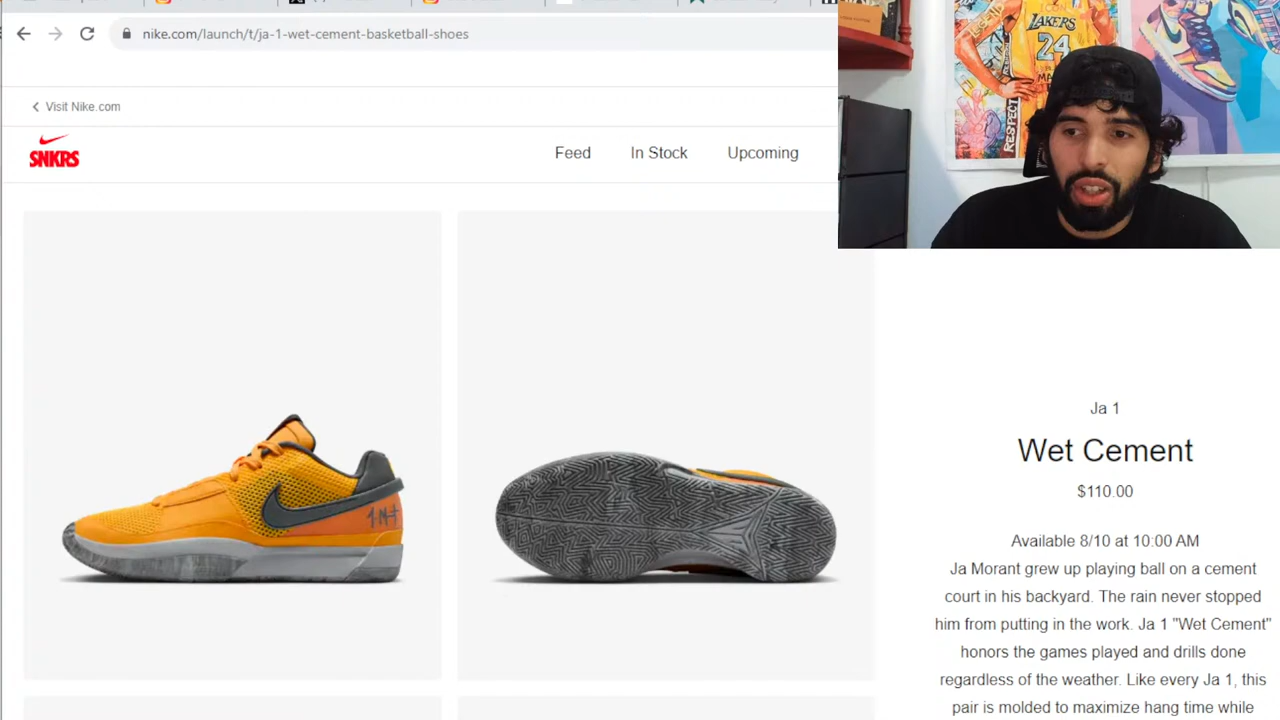 nike.com/launch/t/ja-1-wet-cement-basketball-shoes
Visit Nike.com
SNKRS
Feed
In Stock
Upcoming
LAKERS
24
RESPECT
Ja 1
Wet Cement
$110.00
Available 8/10 at 10:00 AM
Ja Morant grew up playing ball on a cement
court in his backyard. The rain never stopped
him from putting in the work. Ja 1 "Wet Cement"
honors the games played and drills done
regardless of the weather. Like every Ja 1, this
pair is molded to maximize hang time while